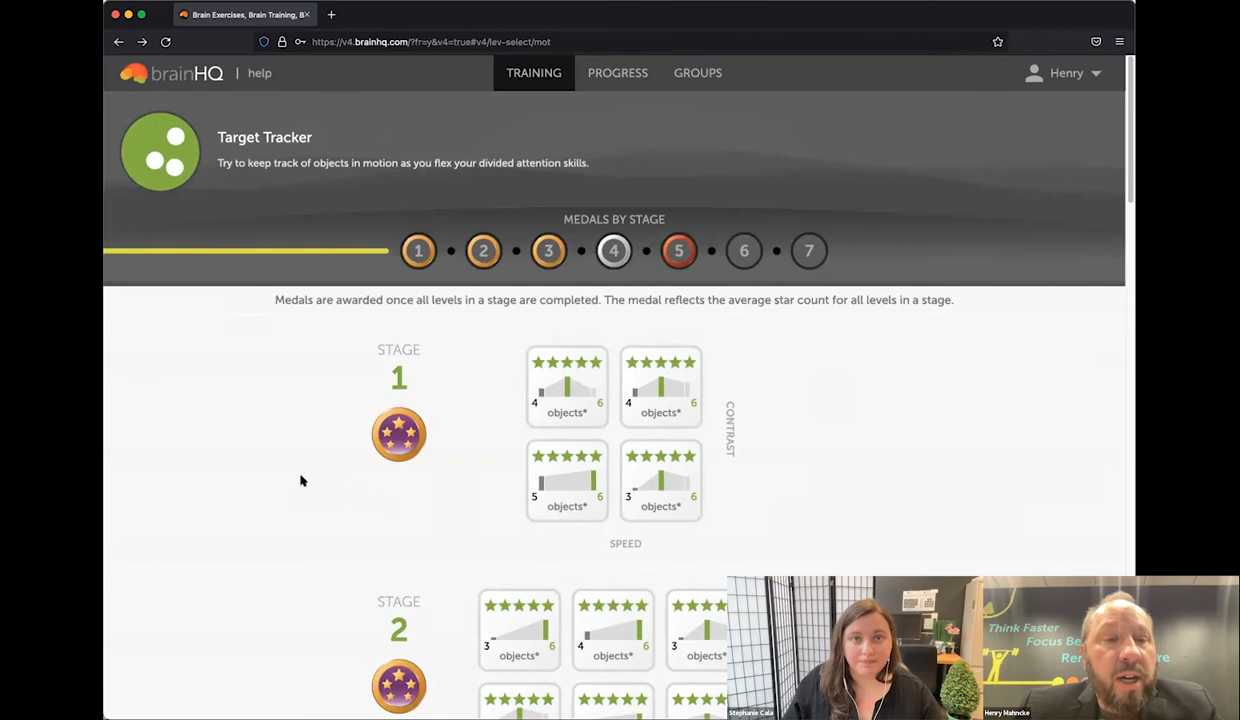 Brain Exercises, Brain Training, B
https://v4.brainhq.com/?fr=y&v4=true#v4/lev-select/mot
brainHQ | help
TRAINING PROGRESS GROUPS
Henry
Target Tracker
Try to keep track of objects in motion as you flex your divided attention skills.
MEDALS BY STAGE
1 2 3 4 5 6 7
Medals are awarded once all levels in a stage are completed. The medal reflects the average star count for all levels in a stage.
STAGE
1
4 6
objects*
4 6
objects*
CONTRAST
5 6
objects*
3 6
objects*
SPEED
STAGE
2
3 6
objects*
4 6
objects*
3
objects*
Think Faster
Focus Be
Re
re
Stephanie Cala
Henry Mahncke